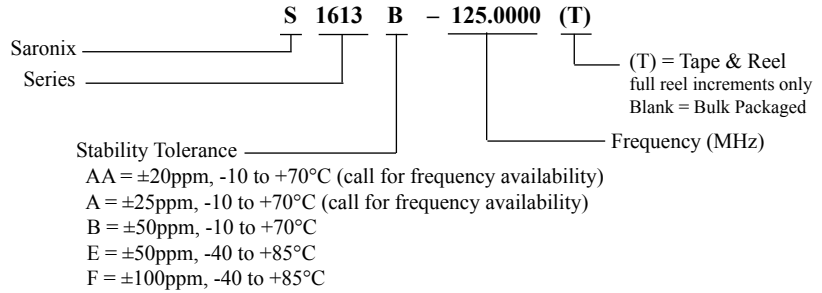 S 1613 B – 125.0000 (T)
Saronix
Series
(T) = Tape & Reel
full reel increments only
Blank = Bulk Packaged
Frequency (MHz)
Stability Tolerance
AA = ±20ppm, -10 to +70°C (call for frequency availability)
A = ±25ppm, -10 to +70°C (call for frequency availability)
B = ±50ppm, -10 to +70°C
E = ±50ppm, -40 to +85°C
F = ±100ppm, -40 to +85°C